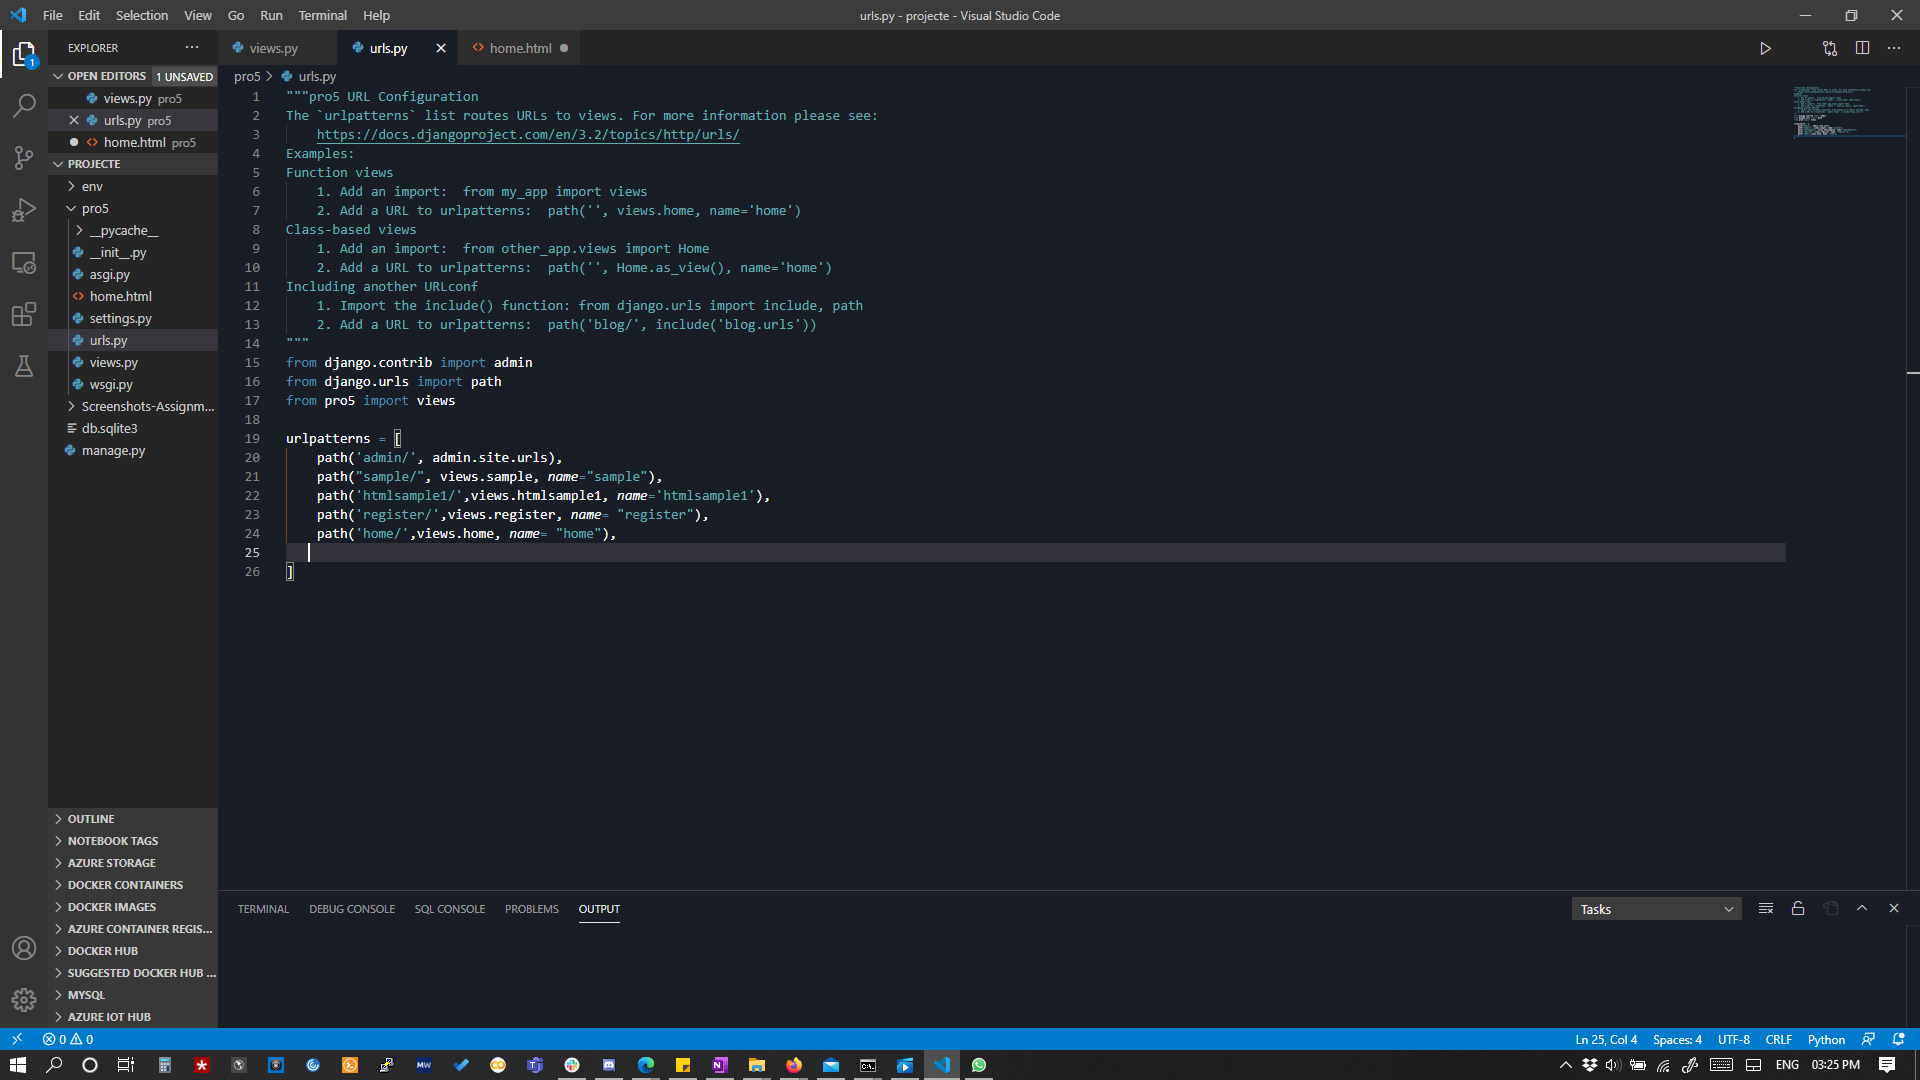 File Edit Selection View Go Run Terminal Help
urls.py - projecte - Visual Studio Code
EXPLORER
views.py urls.py home.html
OPEN EDITORS 1 UNSAVED
views.py pro5
urls.py pro5
home.html pro5
PROJECTE
env
pro5
__pycache__
__init__.py
asgi.py
home.html
settings.py
urls.py
views.py
wsgi.py
Screenshots-Assignm...
db.sqlite3
manage.py
OUTLINE
NOTEBOOK TAGS
AZURE STORAGE
DOCKER CONTAINERS
DOCKER IMAGES
AZURE CONTAINER REGIS...
DOCKER HUB
SUGGESTED DOCKER HUB ...
MYSQL
AZURE IOT HUB
pro5 > urls.py
1 """pro5 URL Configuration
2 The `urlpatterns` list routes URLs to views. For more information please see:
3 https://docs.djangoproject.com/en/3.2/topics/http/urls/
4 Examples:
5 Function views
6 1. Add an import:  from my_app import views
7 2. Add a URL to urlpatterns:  path('', views.home, name='home')
8 Class-based views
9 1. Add an import:  from other_app.views import Home
10 2. Add a URL to urlpatterns:  path('', Home.as_view(), name='home')
11 Including another URLconf
12 1. Import the include() function: from django.urls import include, path
13 2. Add a URL to urlpatterns:  path('blog/', include('blog.urls'))
14 """
15 from django.contrib import admin
16 from django.urls import path
17 from pro5 import views
18
19 urlpatterns = [
20 path('admin/', admin.site.urls),
21 path("sample/", views.sample, name="sample"),
22 path('htmlsample1/',views.htmlsample1, name='htmlsample1'),
23 path('register/',views.register, name= "register"),
24 path('home/',views.home, name= "home"),
25
26 ]
TERMINAL DEBUG CONSOLE SQL CONSOLE PROBLEMS OUTPUT
Tasks
0 0
Ln 25, Col 4 Spaces: 4 UTF-8 CRLF Python
ENG 03:25 PM